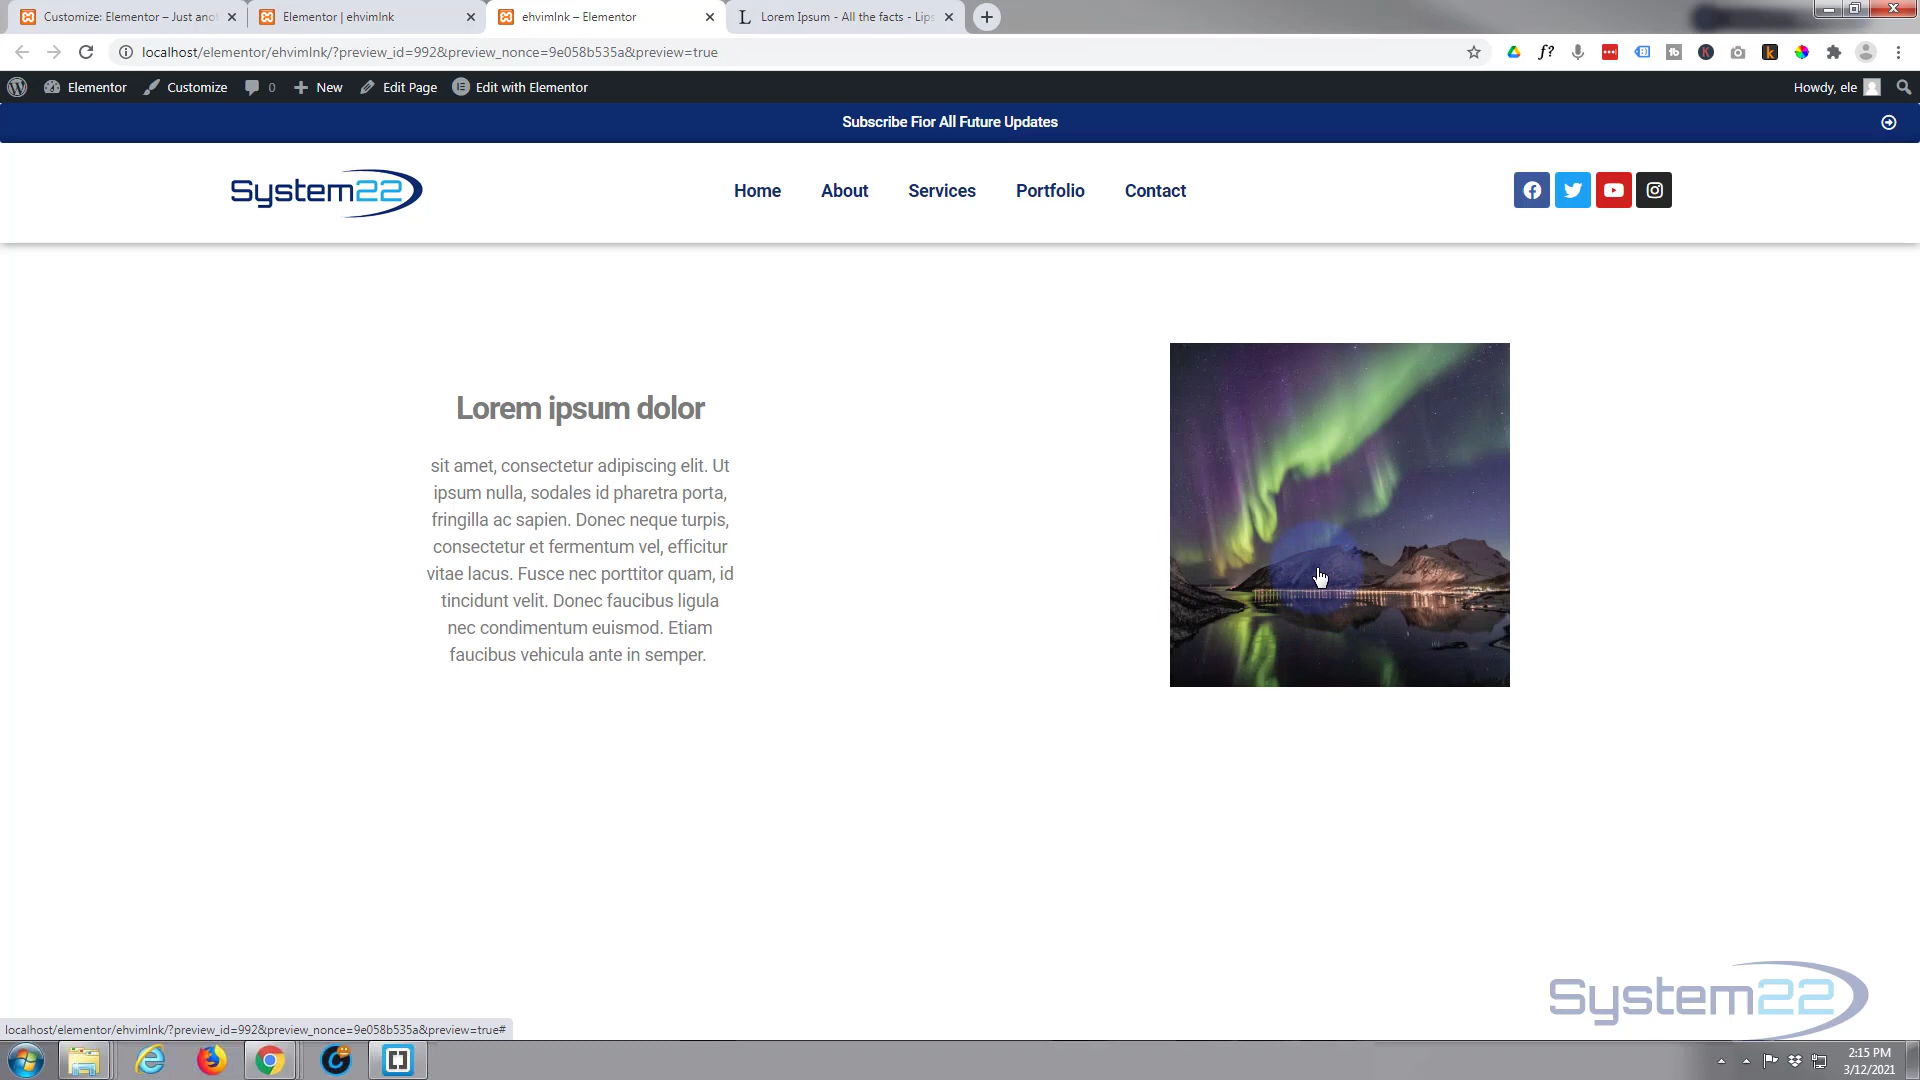 Customize: Elementor – Just ano
Elementor | ehvimlnk
ehvimlnk – Elementor
Lorem Ipsum - All the facts - Lips
localhost/elementor/ehvimlnk/?preview_id=992&preview_nonce=9e058b535a&preview=true
Elementor
Customize
0
New
Edit Page
Edit with Elementor
Howdy, ele
Subscribe Fior All Future Updates
System22
Home
About
Services
Portfolio
Contact
Lorem ipsum dolor
sit amet, consectetur adipiscing elit. Ut
ipsum nulla, sodales id pharetra porta,
fringilla ac sapien. Donec neque turpis,
consectetur et fermentum vel, efficitur
vitae lacus. Fusce nec porttitor quam, id
tincidunt velit. Donec faucibus ligula
nec condimentum euismod. Etiam
faucibus vehicula ante in semper.
System22
localhost/elementor/ehvimlnk/?preview_id=992&preview_nonce=9e058b535a&preview=true#
2:15 PM
3/12/2021